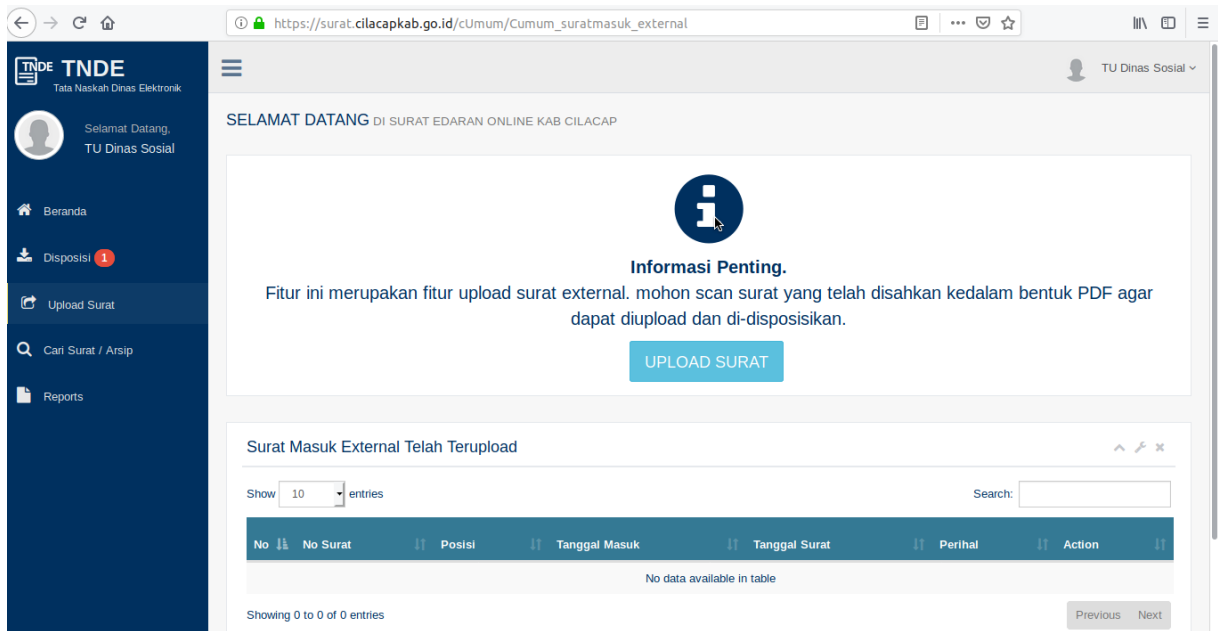 https://surat.cilacapkab.go.id/cUmum/Cumum_suratmasuk_external
TNDE TNDE
Tata Naskah Dinas Elektronik
TU Dinas Sosial
Selamat Datang,
TU Dinas Sosial
Beranda
Disposisi 1
Upload Surat
Cari Surat / Arsip
Reports
SELAMAT DATANG DI SURAT EDARAN ONLINE KAB CILACAP
Informasi Penting.
Fitur ini merupakan fitur upload surat external. mohon scan surat yang telah disahkan kedalam bentuk PDF agar
dapat diupload dan di-disposisikan.
UPLOAD SURAT
Surat Masuk External Telah Terupload
Show 10 entries Search:
No No Surat Posisi Tanggal Masuk Tanggal Surat Perihal Action
No data available in table
Showing 0 to 0 of 0 entries Previous Next